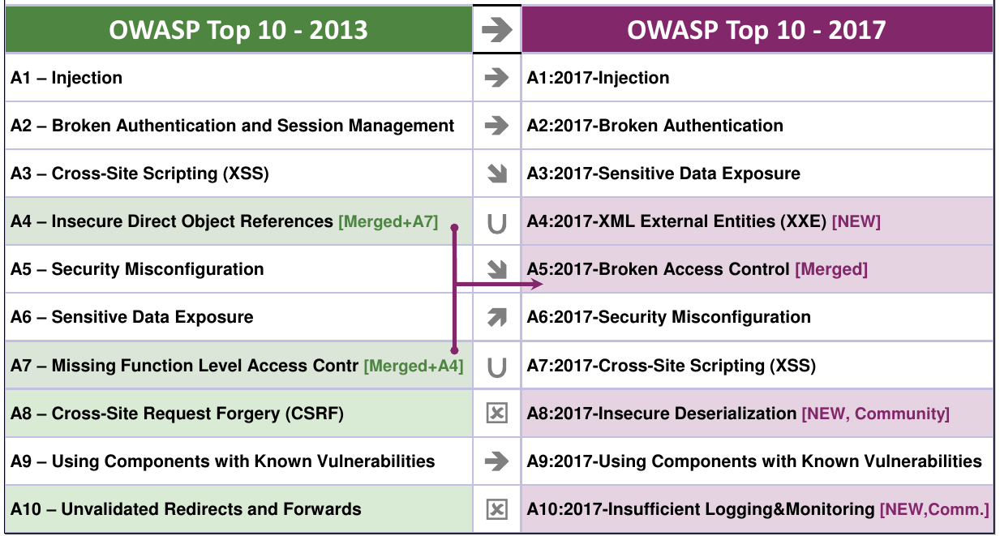 OWASP Top 10 - 2013
OWASP Top 10 - 2017
A1 – Injection
A1:2017-Injection
A2 – Broken Authentication and Session Management
A2:2017-Broken Authentication
A3 – Cross-Site Scripting (XSS)
A3:2017-Sensitive Data Exposure
A4 – Insecure Direct Object References [Merged+A7]
A4:2017-XML External Entities (XXE) [NEW]
A5 – Security Misconfiguration
A5:2017-Broken Access Control [Merged]
A6 – Sensitive Data Exposure
A6:2017-Security Misconfiguration
A7 – Missing Function Level Access Contr [Merged+A4]
A7:2017-Cross-Site Scripting (XSS)
A8 – Cross-Site Request Forgery (CSRF)
A8:2017-Insecure Deserialization [NEW, Community]
A9 – Using Components with Known Vulnerabilities
A9:2017-Using Components with Known Vulnerabilities
A10 – Unvalidated Redirects and Forwards
A10:2017-Insufficient Logging&Monitoring [NEW,Comm.]